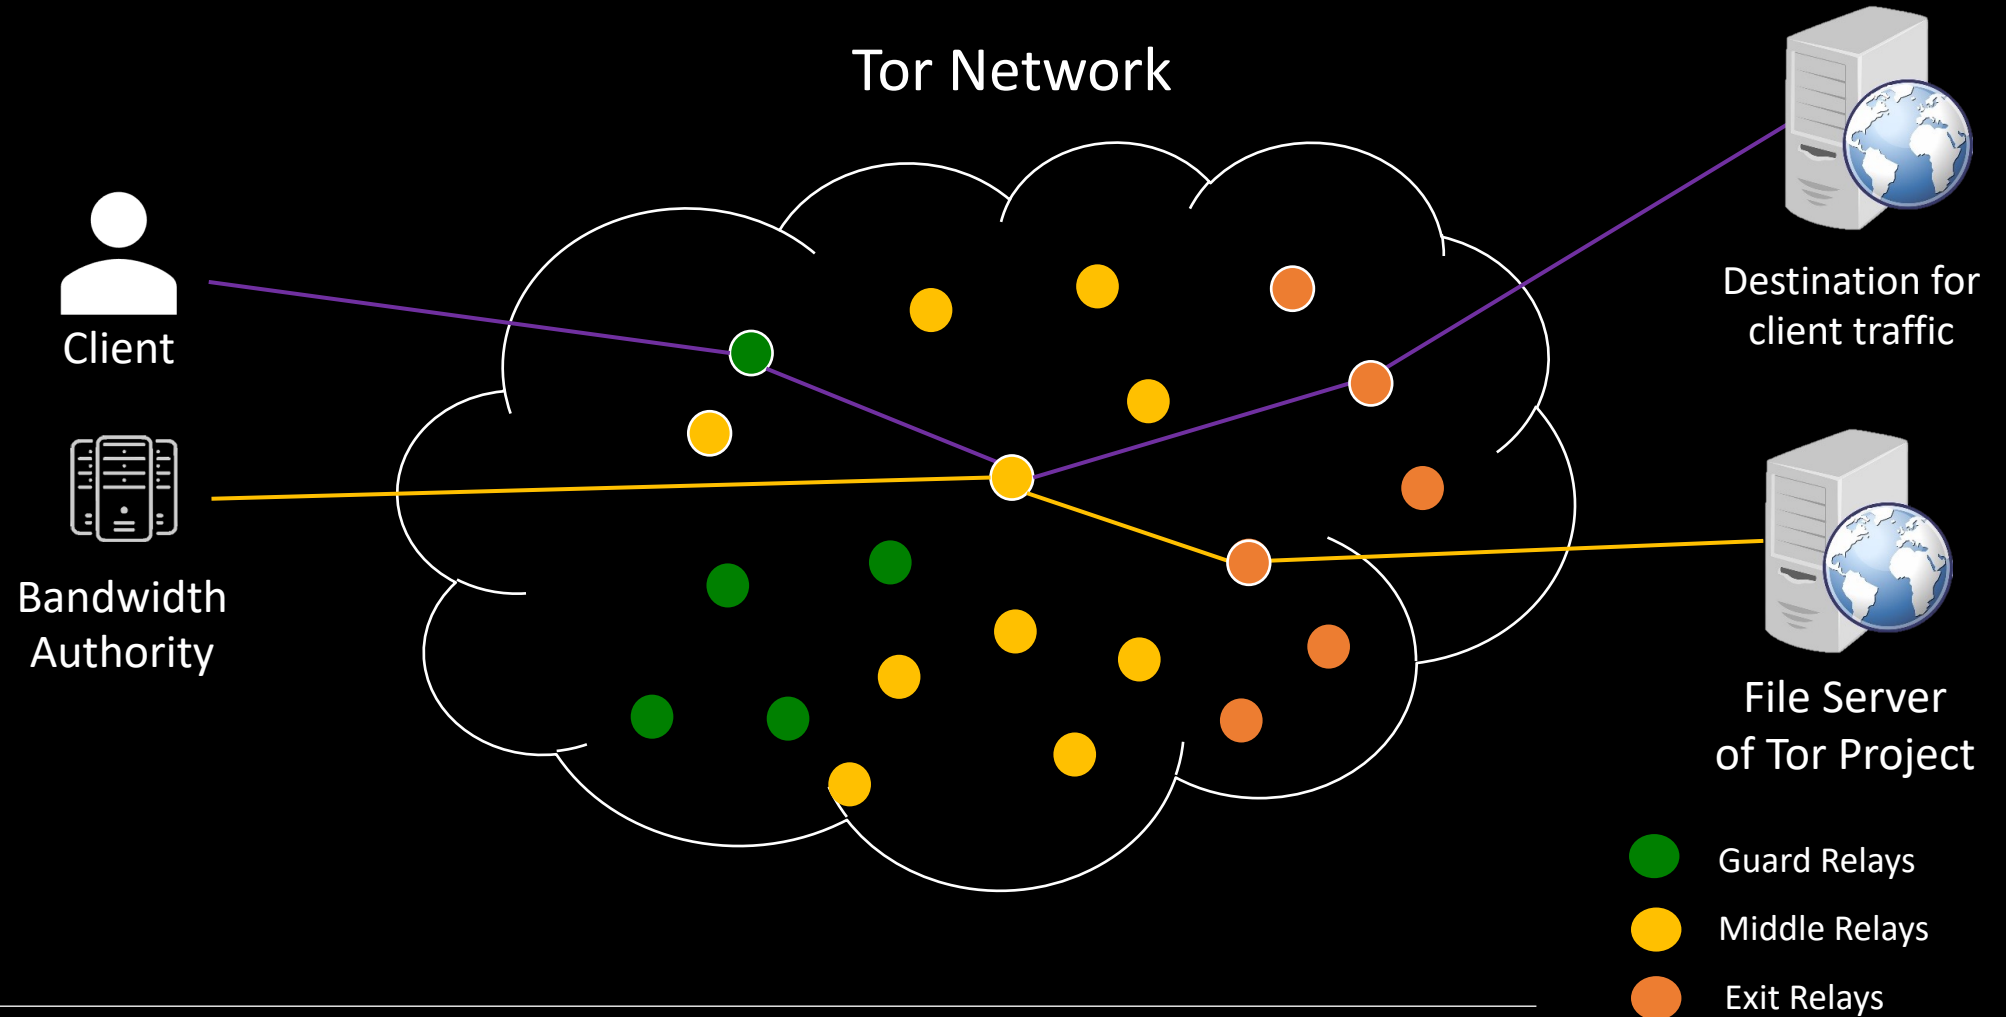 Tor Network
Client
Bandwidth
Authority
Destination for
client traffic
File Server
of Tor Project
Guard Relays
Middle Relays
Exit Relays